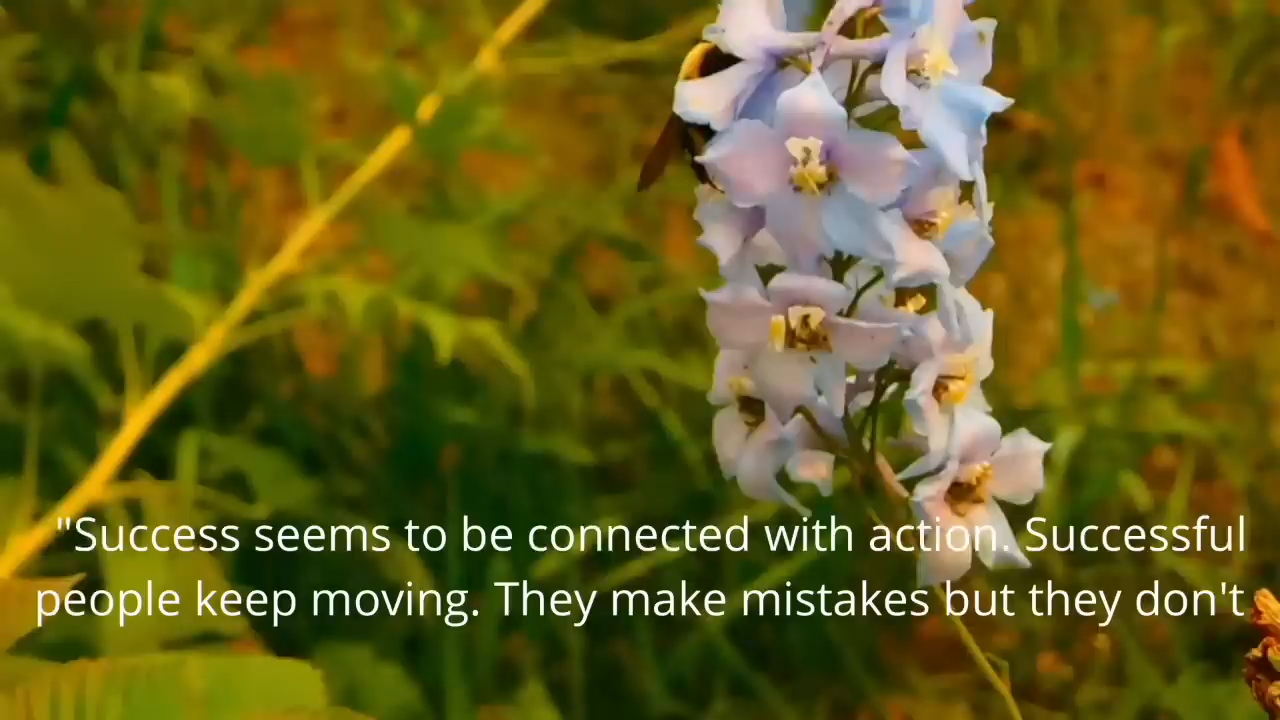 "Success seems to be connected with action. Successful
people keep moving. They make mistakes but they don't